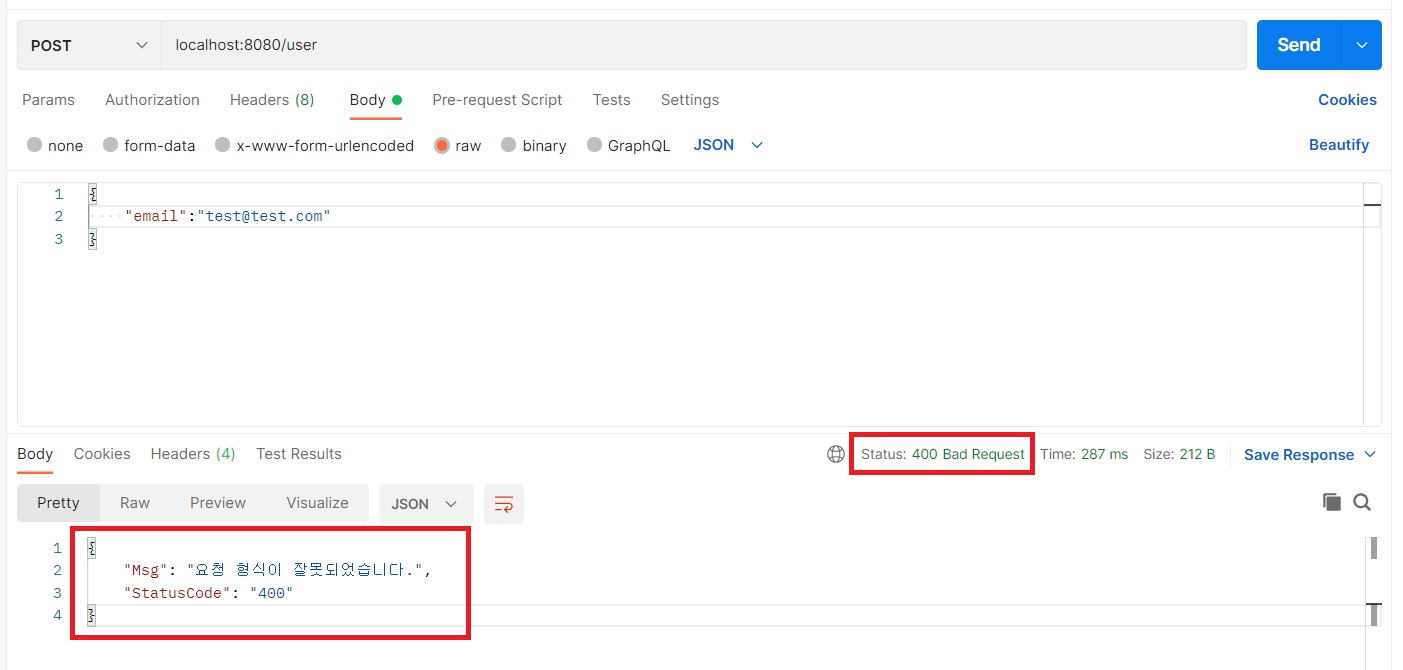 POST localhost:8080/user Send
Params Authorization Headers (8) Body Pre-request Script Tests Settings Cookies
none form-data x-www-form-urlencoded raw binary GraphQL JSON Beautify
1 {
2 "email":"test@test.com"
3 }
Body Cookies Headers (4) Test Results Status: 400 Bad Request Time: 287 ms Size: 212 B Save Response
Pretty Raw Preview Visualize JSON
1 {
2 "Msg": "요청 형식이 잘못되었습니다.",
3 "StatusCode": "400"
4 }